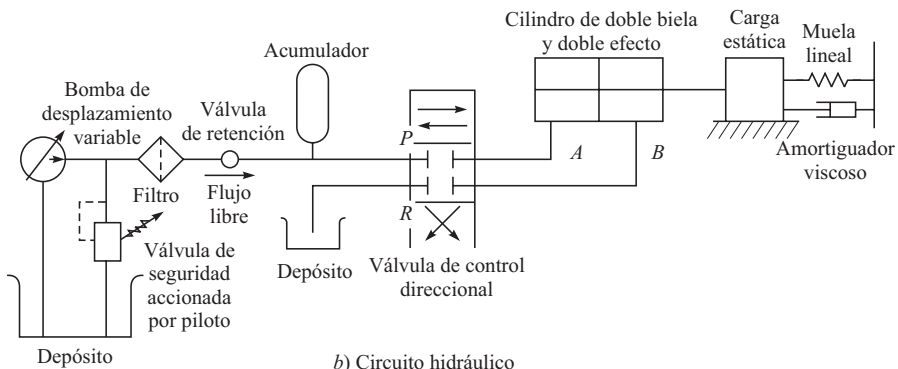 Cilindro de doble biela
y doble efecto
Carga
estática
Muela
lineal
Acumulador
Bomba de
desplazamiento
variable
Válvula
de retención
P
A
B
Filtro
Flujo
libre
R
Amortiguador
viscoso
Válvula de
seguridad
accionada
por piloto
Depósito
Válvula de control
direccional
Depósito
b) Circuito hidráulico